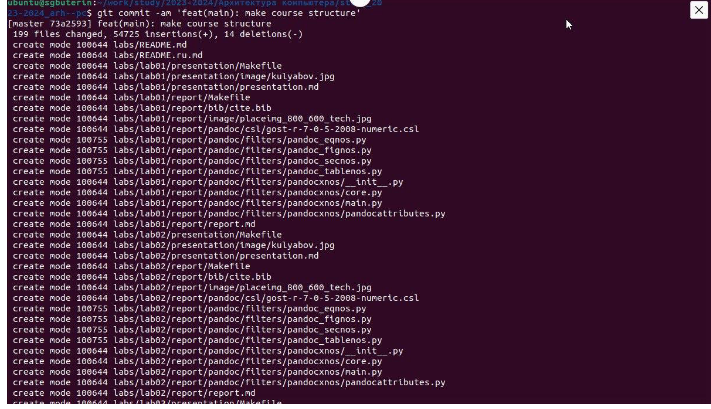 ubuntu@sgbuterin:~/work/study/2023-2024/Архитектура компьютера/study_20
23-2024_arh--pc$ git commit -am 'feat(main): make course structure'
[master 73a2593] feat(main): make course structure
199 files changed, 54725 insertions(+), 14 deletions(-)
create mode 100644 labs/README.md
create mode 100644 labs/README.ru.md
create mode 100644 labs/lab01/presentation/Makefile
create mode 100644 labs/lab01/presentation/image/kulyabov.jpg
create mode 100644 labs/lab01/presentation/presentation.md
create mode 100644 labs/lab01/report/Makefile
create mode 100644 labs/lab01/report/bib/cite.bib
create mode 100644 labs/lab01/report/image/placeimg_800_600_tech.jpg
create mode 100644 labs/lab01/report/pandoc/csl/gost-r-7-0-5-2008-numeric.csl
create mode 100755 labs/lab01/report/pandoc/filters/pandoc_eqnos.py
create mode 100755 labs/lab01/report/pandoc/filters/pandoc_fignos.py
create mode 100755 labs/lab01/report/pandoc/filters/pandoc_secnos.py
create mode 100755 labs/lab01/report/pandoc/filters/pandoc_tablenos.py
create mode 100644 labs/lab01/report/pandoc/filters/pandocxnos/__init__.py
create mode 100644 labs/lab01/report/pandoc/filters/pandocxnos/core.py
create mode 100644 labs/lab01/report/pandoc/filters/pandocxnos/main.py
create mode 100644 labs/lab01/report/pandoc/filters/pandocxnos/pandocattributes.py
create mode 100644 labs/lab01/report/report.md
create mode 100644 labs/lab02/presentation/Makefile
create mode 100644 labs/lab02/presentation/image/kulyabov.jpg
create mode 100644 labs/lab02/presentation/presentation.md
create mode 100644 labs/lab02/report/Makefile
create mode 100644 labs/lab02/report/bib/cite.bib
create mode 100644 labs/lab02/report/image/placeimg_800_600_tech.jpg
create mode 100644 labs/lab02/report/pandoc/csl/gost-r-7-0-5-2008-numeric.csl
create mode 100755 labs/lab02/report/pandoc/filters/pandoc_eqnos.py
create mode 100755 labs/lab02/report/pandoc/filters/pandoc_fignos.py
create mode 100755 labs/lab02/report/pandoc/filters/pandoc_secnos.py
create mode 100755 labs/lab02/report/pandoc/filters/pandoc_tablenos.py
create mode 100644 labs/lab02/report/pandoc/filters/pandocxnos/__init__.py
create mode 100644 labs/lab02/report/pandoc/filters/pandocxnos/core.py
create mode 100644 labs/lab02/report/pandoc/filters/pandocxnos/main.py
create mode 100644 labs/lab02/report/pandoc/filters/pandocxnos/pandocattributes.py
create mode 100644 labs/lab02/report/report.md
create mode 100644 labs/lab03/presentation/Makefile